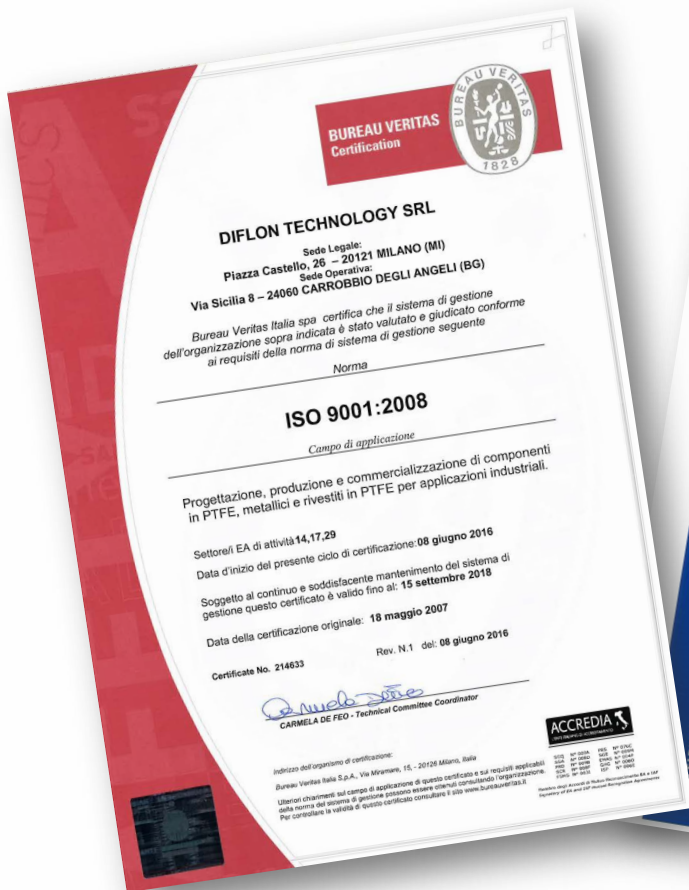 BUREAU VERITAS
Certification
BUREAU VERITAS
1828
DIFLON TECHNOLOGY SRL
Sede Legale:
Piazza Castello, 26 – 20121 MILANO (MI)
Sede Operativa:
Via Sicilia 8 – 24060 CARROBBIO DEGLI ANGELI (BG)
Bureau Veritas Italia spa certifica che il sistema di gestione
dell'organizzazione sopra indicata è stato valutato e giudicato conforme
ai requisiti della norma di sistema di gestione seguente
Norma
ISO 9001:2008
Campo di applicazione
Progettazione, produzione e commercializzazione di componenti
in PTFE, metallici e rivestiti in PTFE per applicazioni industriali.
Settore/i EA di attività 14,17,29
Data d'inizio del presente ciclo di certificazione: 08 giugno 2016
Soggetto al continuo e soddisfacente mantenimento del sistema di
gestione questo certificato è valido fino al: 15 settembre 2018
Data della certificazione originale: 18 maggio 2007
Certificate No. 214633
Rev. N.1 del: 08 giugno 2016
CARMELA DE FEO - Technical Committee Coordinator
Indirizzo dell'organismo di certificazione:
Bureau Veritas Italia S.p.A., Via Miramare, 15, - 20126 Milano, Italia
Ulteriori chiarimenti sul campo di applicazione di questo certificato e sui requisiti applicabili
della norma del sistema di gestione possono essere ottenuti consultando l'organizzazione.
Per controllare la validità di questo certificato consultare il sito www.bureauveritas.it
ACCREDIA